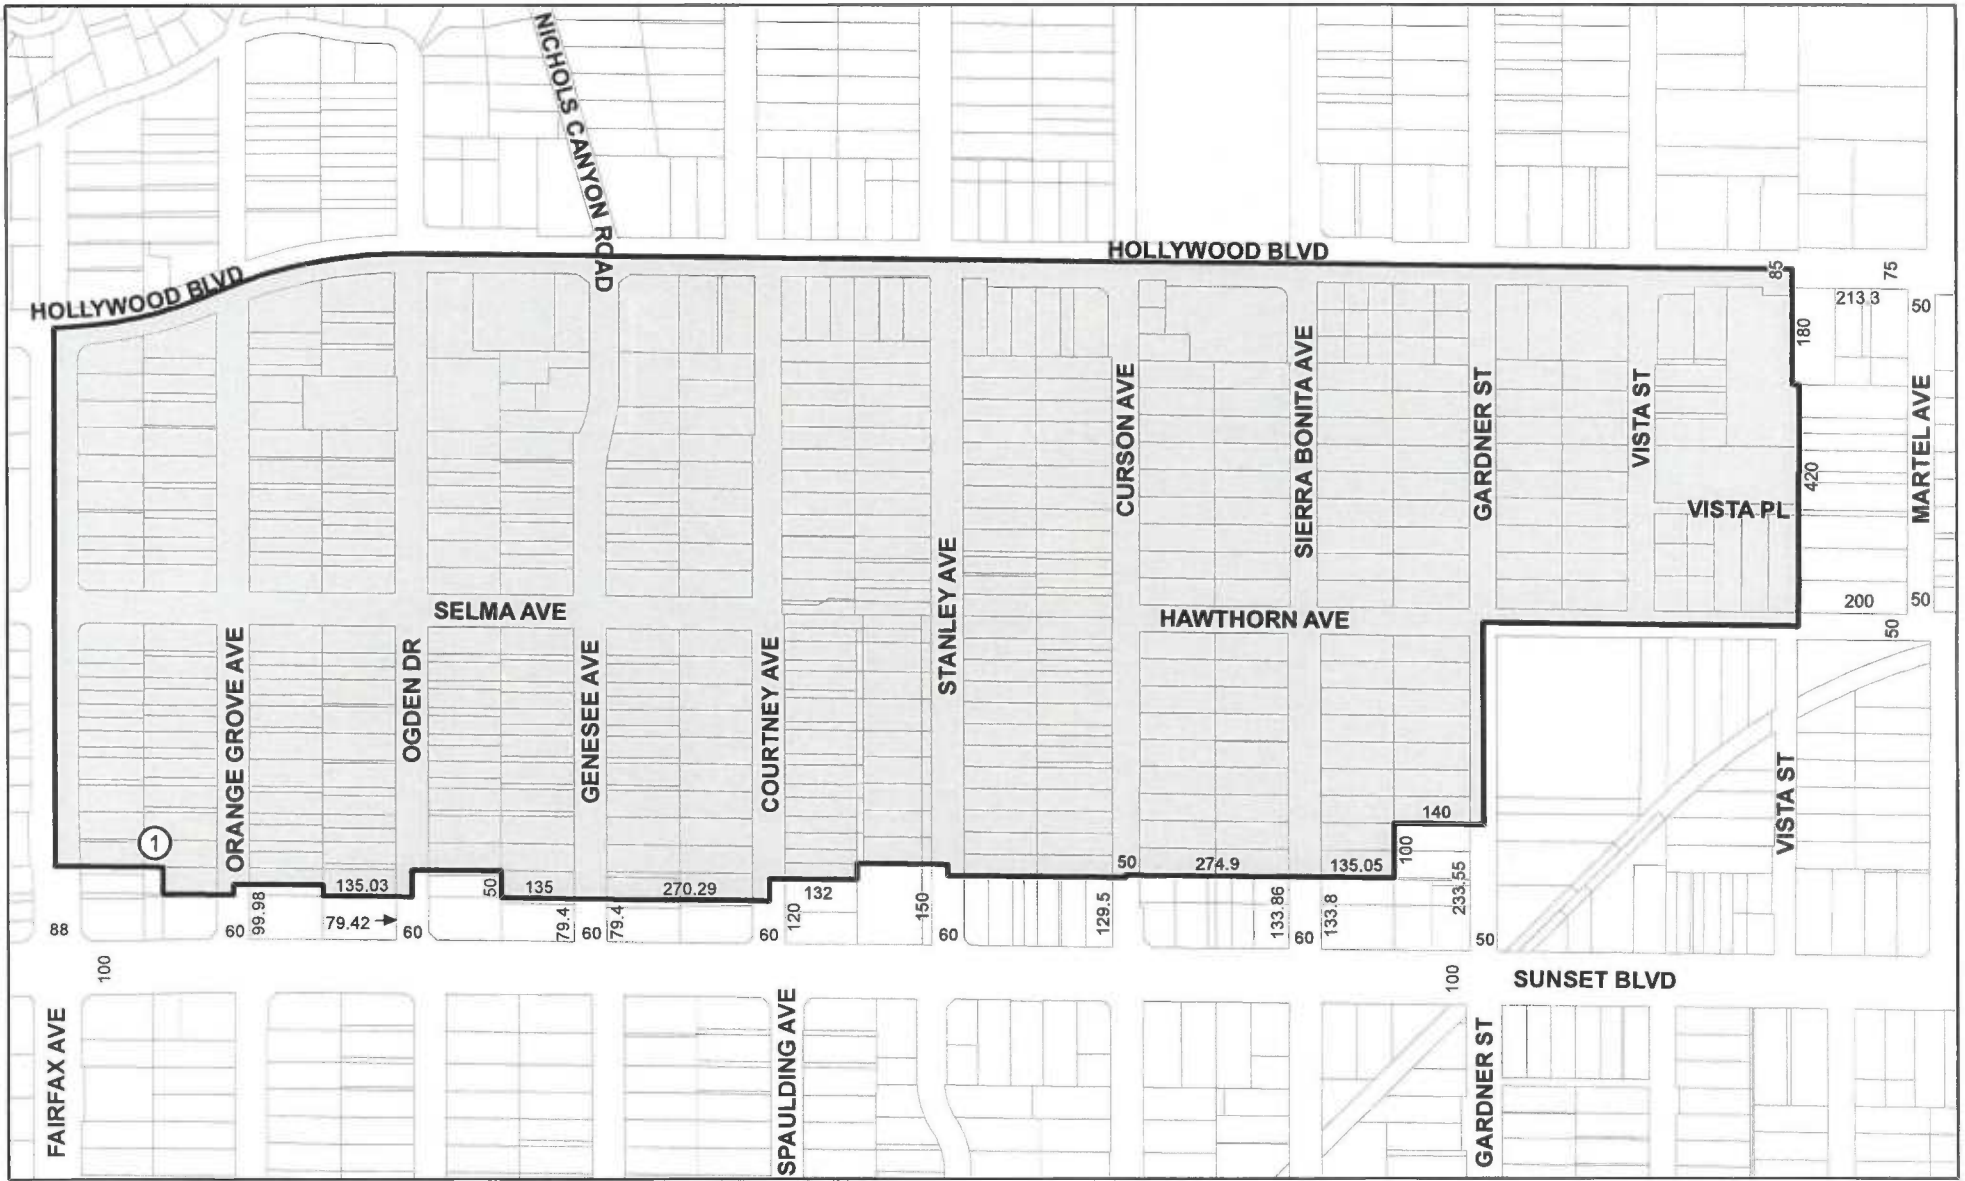 NICHOLS CANYON ROAD
HOLLYWOOD BLVD
HOLLYWOOD BLVD
85
75
213.3
50
180
SIERRA BONITA AVE
CURSON AVE
GARDNER ST
VISTA ST
MARTEL AVE
420
VISTA PL
STANLEY AVE
200
50
SELMA AVE
HAWTHORN AVE
50
ORANGE GROVE AVE
OGDEN DR
GENESEE AVE
COURTNEY AVE
VISTA ST
140
1
100
50
274.9
135.05
135.03
50
135
270.29
132
233.55
88
60
99.98
79.42
60
79.4
60
79.4
60
120
150
60
129.5
133.86
60
133.8
50
100
100
SUNSET BLVD
FAIRFAX AVE
SPAULDING AVE
GARDNER ST